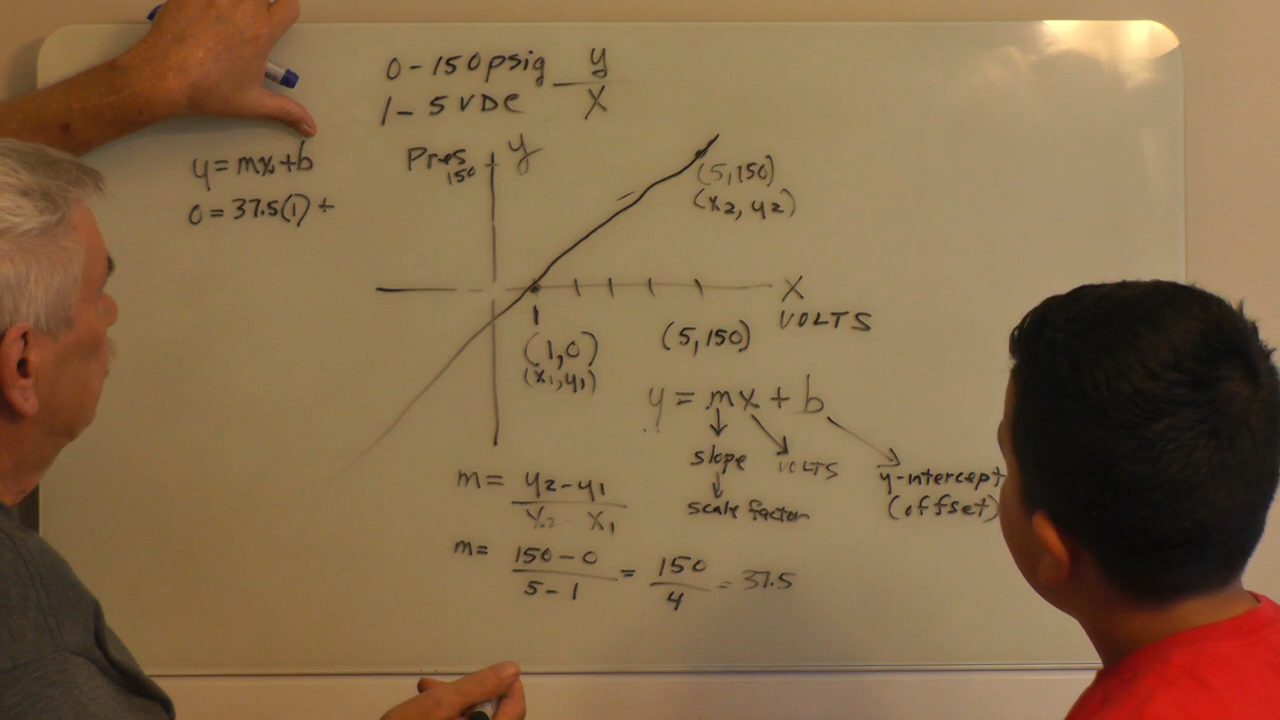 0-150psig y
1-5 VDC X
y = mx+b
0 = 37.5(1) +
Pres y
150
(5,150)
(x2, y2)
X
VOLTS
1
(1,0)
(x1,y1)
(5,150)
y = mx + b
slope VOLTS y-intercept
scale factor (offset)
m = y2-y1
x2 x1
m = 150-0 = 150 = 37.5
5-1 4